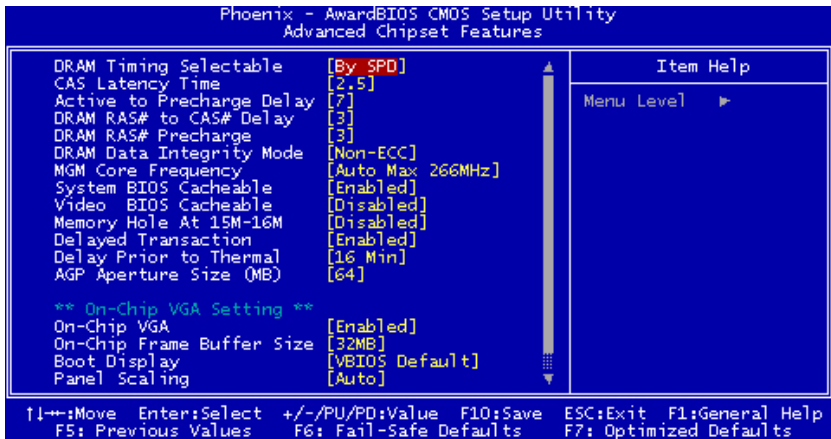 Phoenix - AwardBIOS CMOS Setup Utility
Advanced Chipset Features
DRAM Timing Selectable [By SPD]
CAS Latency Time [2.5]
Active to Precharge Delay [7]
DRAM RAS# to CAS# Delay [3]
DRAM RAS# Precharge [3]
DRAM Data Integrity Mode [Non-ECC]
MGM Core Frequency [Auto Max 266MHz]
System BIOS Cacheable [Enabled]
Video BIOS Cacheable [Disabled]
Memory Hole At 15M-16M [Disabled]
Delayed Transaction [Enabled]
Delay Prior to Thermal [16 Min]
AGP Aperture Size (MB) [64]
** On-Chip VGA Setting **
On-Chip VGA [Enabled]
On-Chip Frame Buffer Size [32MB]
Boot Display [VBIOS Default]
Panel Scaling [Auto]
Item Help
Menu Level ►
↑↓→←:Move Enter:Select +/-/PU/PD:Value F10:Save ESC:Exit F1:General Help
F5: Previous Values F6: Fail-Safe Defaults F7: Optimized Defaults